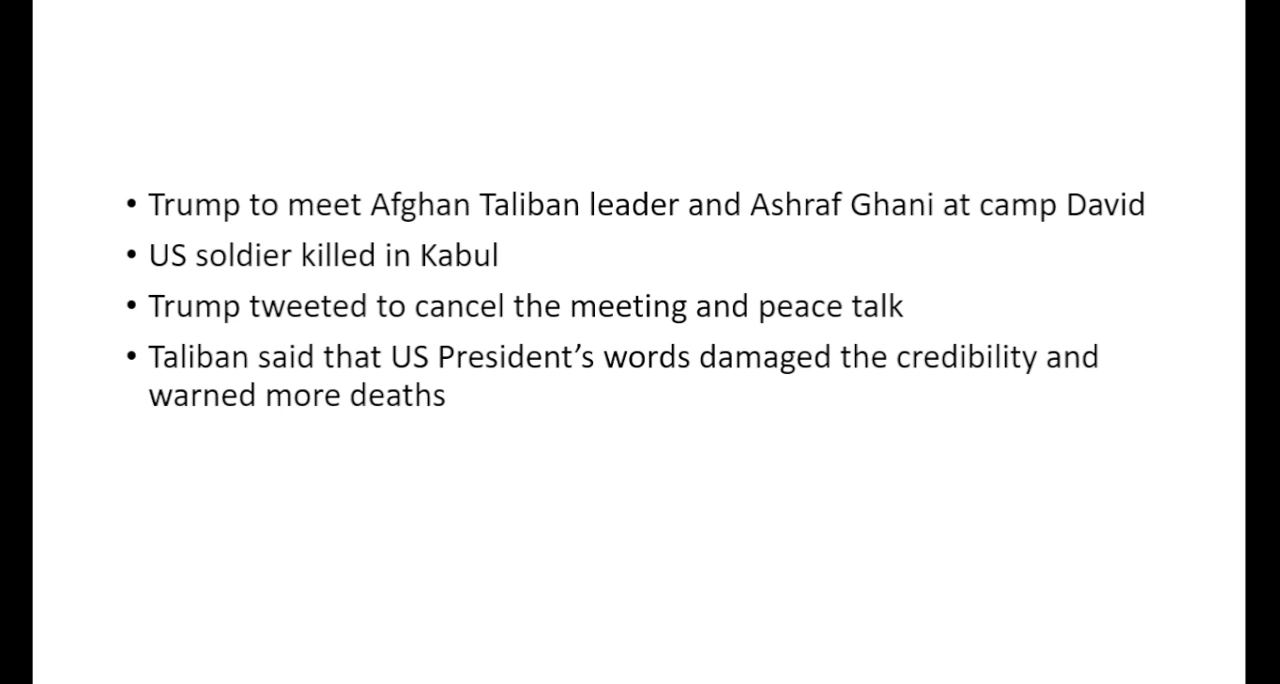 • Trump to meet Afghan Taliban leader and Ashraf Ghani at camp David
• US soldier killed in Kabul
• Trump tweeted to cancel the meeting and peace talk
• Taliban said that US President’s words damaged the credibility and
warned more deaths